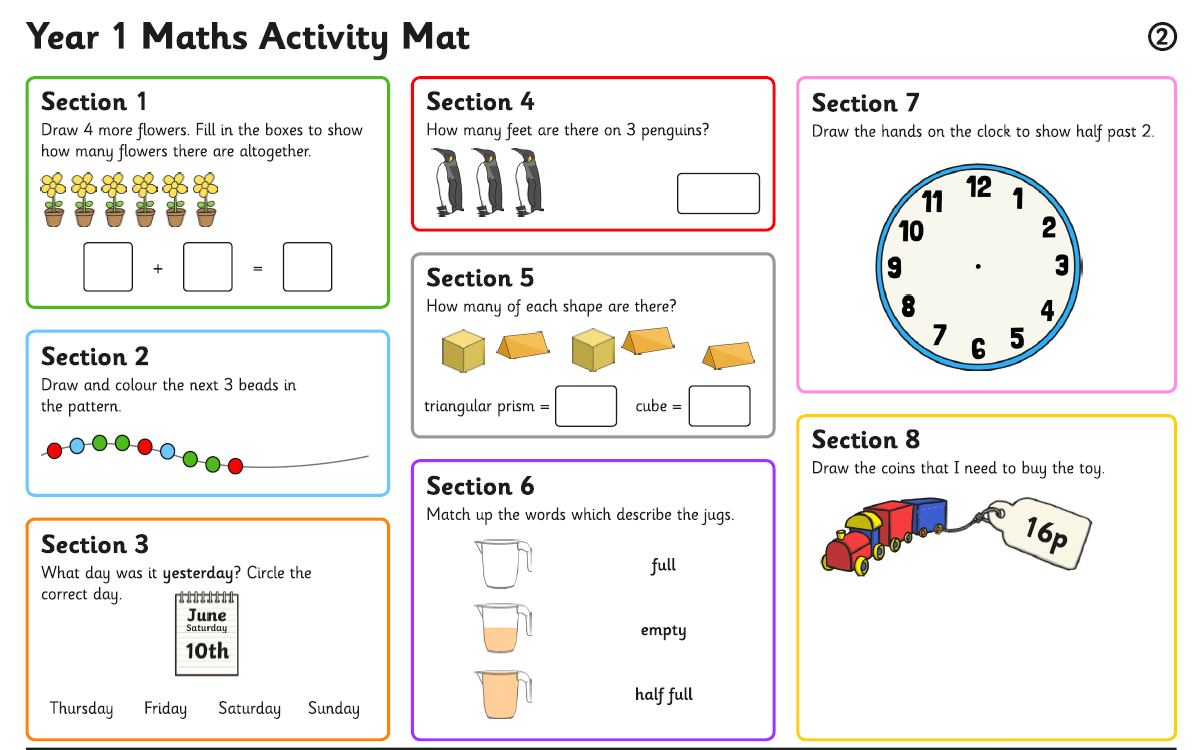 Year 1 Maths Activity Mat
2
Section 1
Draw 4 more flowers. Fill in the boxes to show
how many flowers there are altogether.
+ =
Section 2
Draw and colour the next 3 beads in
the pattern.
Section 3
What day was it yesterday? Circle the
correct day.
June
Saturday
10th
Thursday Friday Saturday Sunday
Section 4
How many feet are there on 3 penguins?
Section 5
How many of each shape are there?
triangular prism = cube =
Section 6
Match up the words which describe the jugs.
full
empty
half full
Section 7
Draw the hands on the clock to show half past 2.
12
11 1
10 2
9 3
8 4
7 5
6
Section 8
Draw the coins that I need to buy the toy.
16p